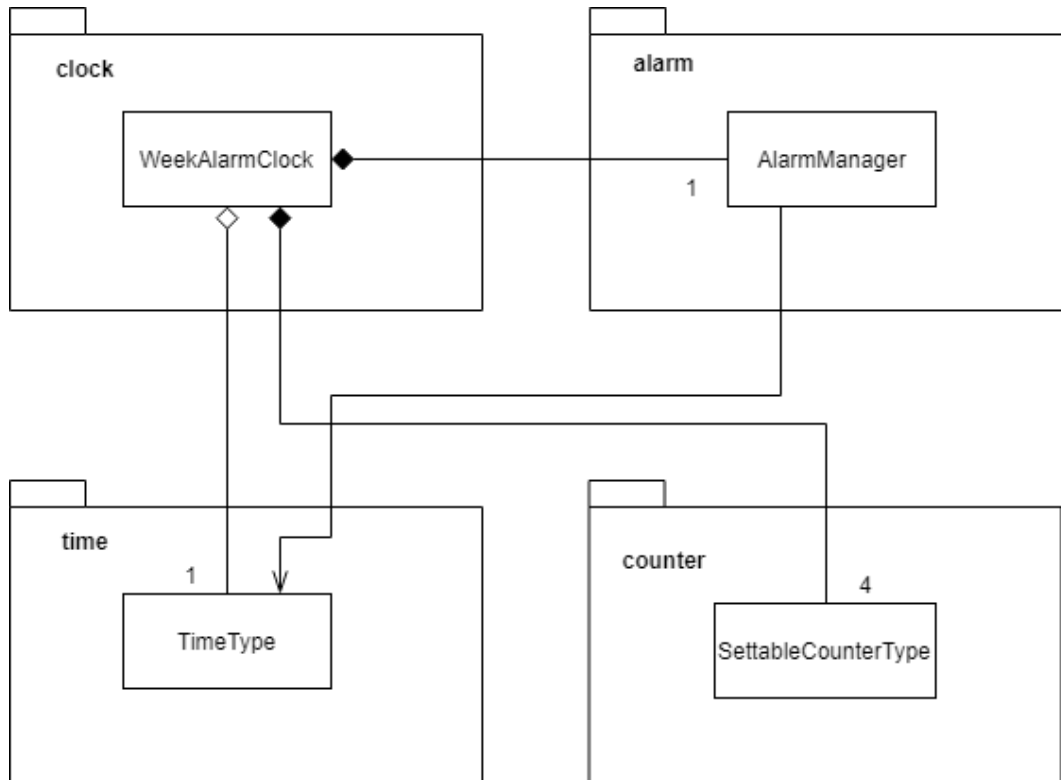 clock
alarm
WeekAlarmClock
AlarmManager
1
time
counter
1
4
TimeType
SettableCounterType